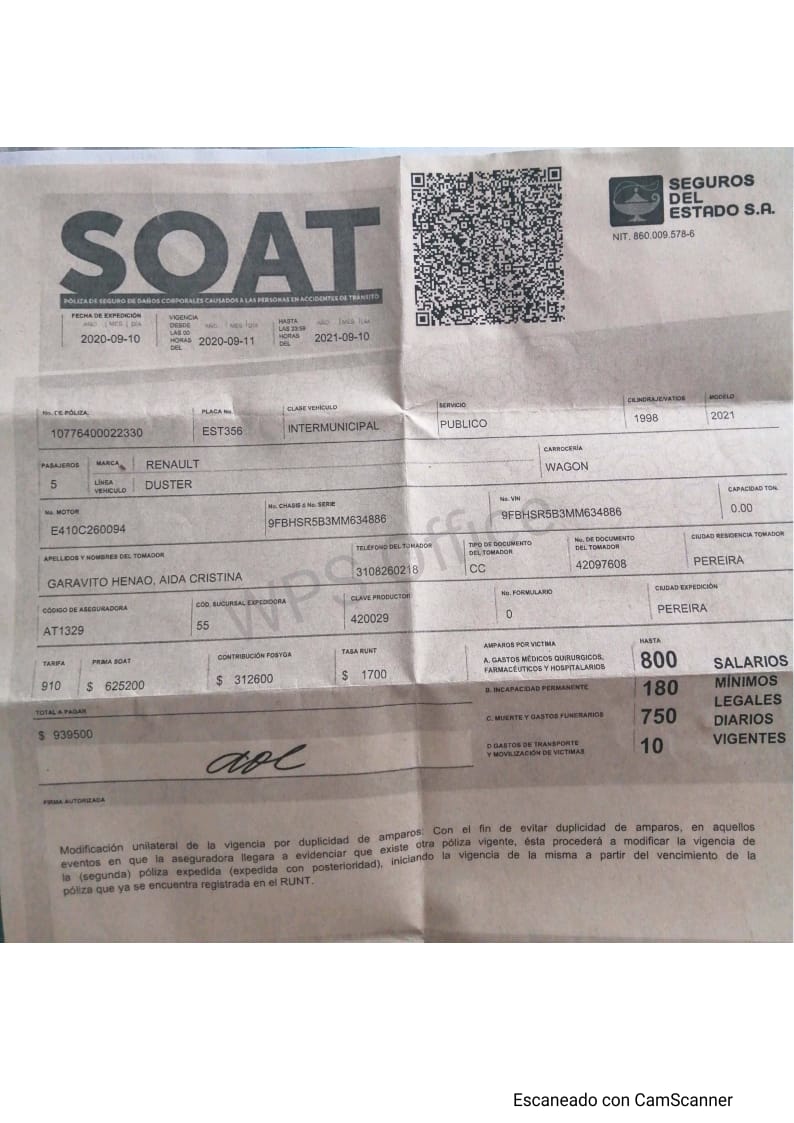 SOAT
PÓLIZA DE SEGURO DE DAÑOS CORPORALES CAUSADOS A LAS PERSONAS EN ACCIDENTES DE TRÁNSITO
SEGUROS
DEL
ESTADO S.A.
NIT. 860.009.578-6
FECHA DE EXPEDICIÓN
AÑO | MES | DÍA
2020-09-10
VIGENCIA
DESDE
LAS 00
HORAS
DEL
AÑO | MES | DÍA
2020-09-11
HASTA
LAS 23:59
HORAS
DEL
AÑO | MES | DÍA
2021-09-10
No. DE PÓLIZA
10776400022330
PLACA No.
EST356
CLASE VEHÍCULO
INTERMUNICIPAL
SERVICIO
PUBLICO
CILINDRAJE/VATIOS
1998
MODELO
2021
PASAJEROS
5
MARCA
RENAULT
LÍNEA
VEHÍCULO
DUSTER
CARROCERÍA
WAGON
No. MOTOR
E410C260094
No. CHASIS ó No. SERIE
9FBHSR5B3MM634886
No. VIN
9FBHSR5B3MM634886
CAPACIDAD TON.
0.00
APELLIDOS Y NOMBRES DEL TOMADOR
GARAVITO HENAO, AIDA CRISTINA
TELÉFONO DEL TOMADOR
3108260218
TIPO DE DOCUMENTO
DEL TOMADOR
CC
No. DE DOCUMENTO
DEL TOMADOR
42097608
CIUDAD RESIDENCIA TOMADOR
PEREIRA
CÓDIGO DE ASEGURADORA
AT1329
COD. SUCURSAL EXPEDIDORA
55
CLAVE PRODUCTOR
420029
No. FORMULARIO
0
CIUDAD EXPEDICIÓN
PEREIRA
TARIFA
910
PRIMA SOAT
$ 625200
CONTRIBUCIÓN FOSYGA
$ 312600
TASA RUNT
$ 1700
AMPAROS POR VICTIMA
HASTA
A. GASTOS MÉDICOS QUIRURGICOS,
FARMACÉUTICOS Y HOSPITALARIOS
800
B. INCAPACIDAD PERMANENTE
180
C. MUERTE Y GASTOS FUNERARIOS
750
D GASTOS DE TRANSPORTE
Y MOVILIZACIÓN DE VICTIMAS
10
SALARIOS
MÍNIMOS
LEGALES
DIARIOS
VIGENTES
TOTAL A PAGAR
$ 939500
FIRMA AUTORIZADA
WPS Office
Modificación unilateral de la vigencia por duplicidad de amparos: Con el fin de evitar duplicidad de amparos, en aquellos
eventos en que la aseguradora llegara a evidenciar que existe otra póliza vigente, ésta procederá a modificar la vigencia de
la (segunda) póliza expedida (expedida con posterioridad), iniciando la vigencia de la misma a partir del vencimiento de la
póliza que ya se encuentra registrada en el RUNT.
Escaneado con CamScanner